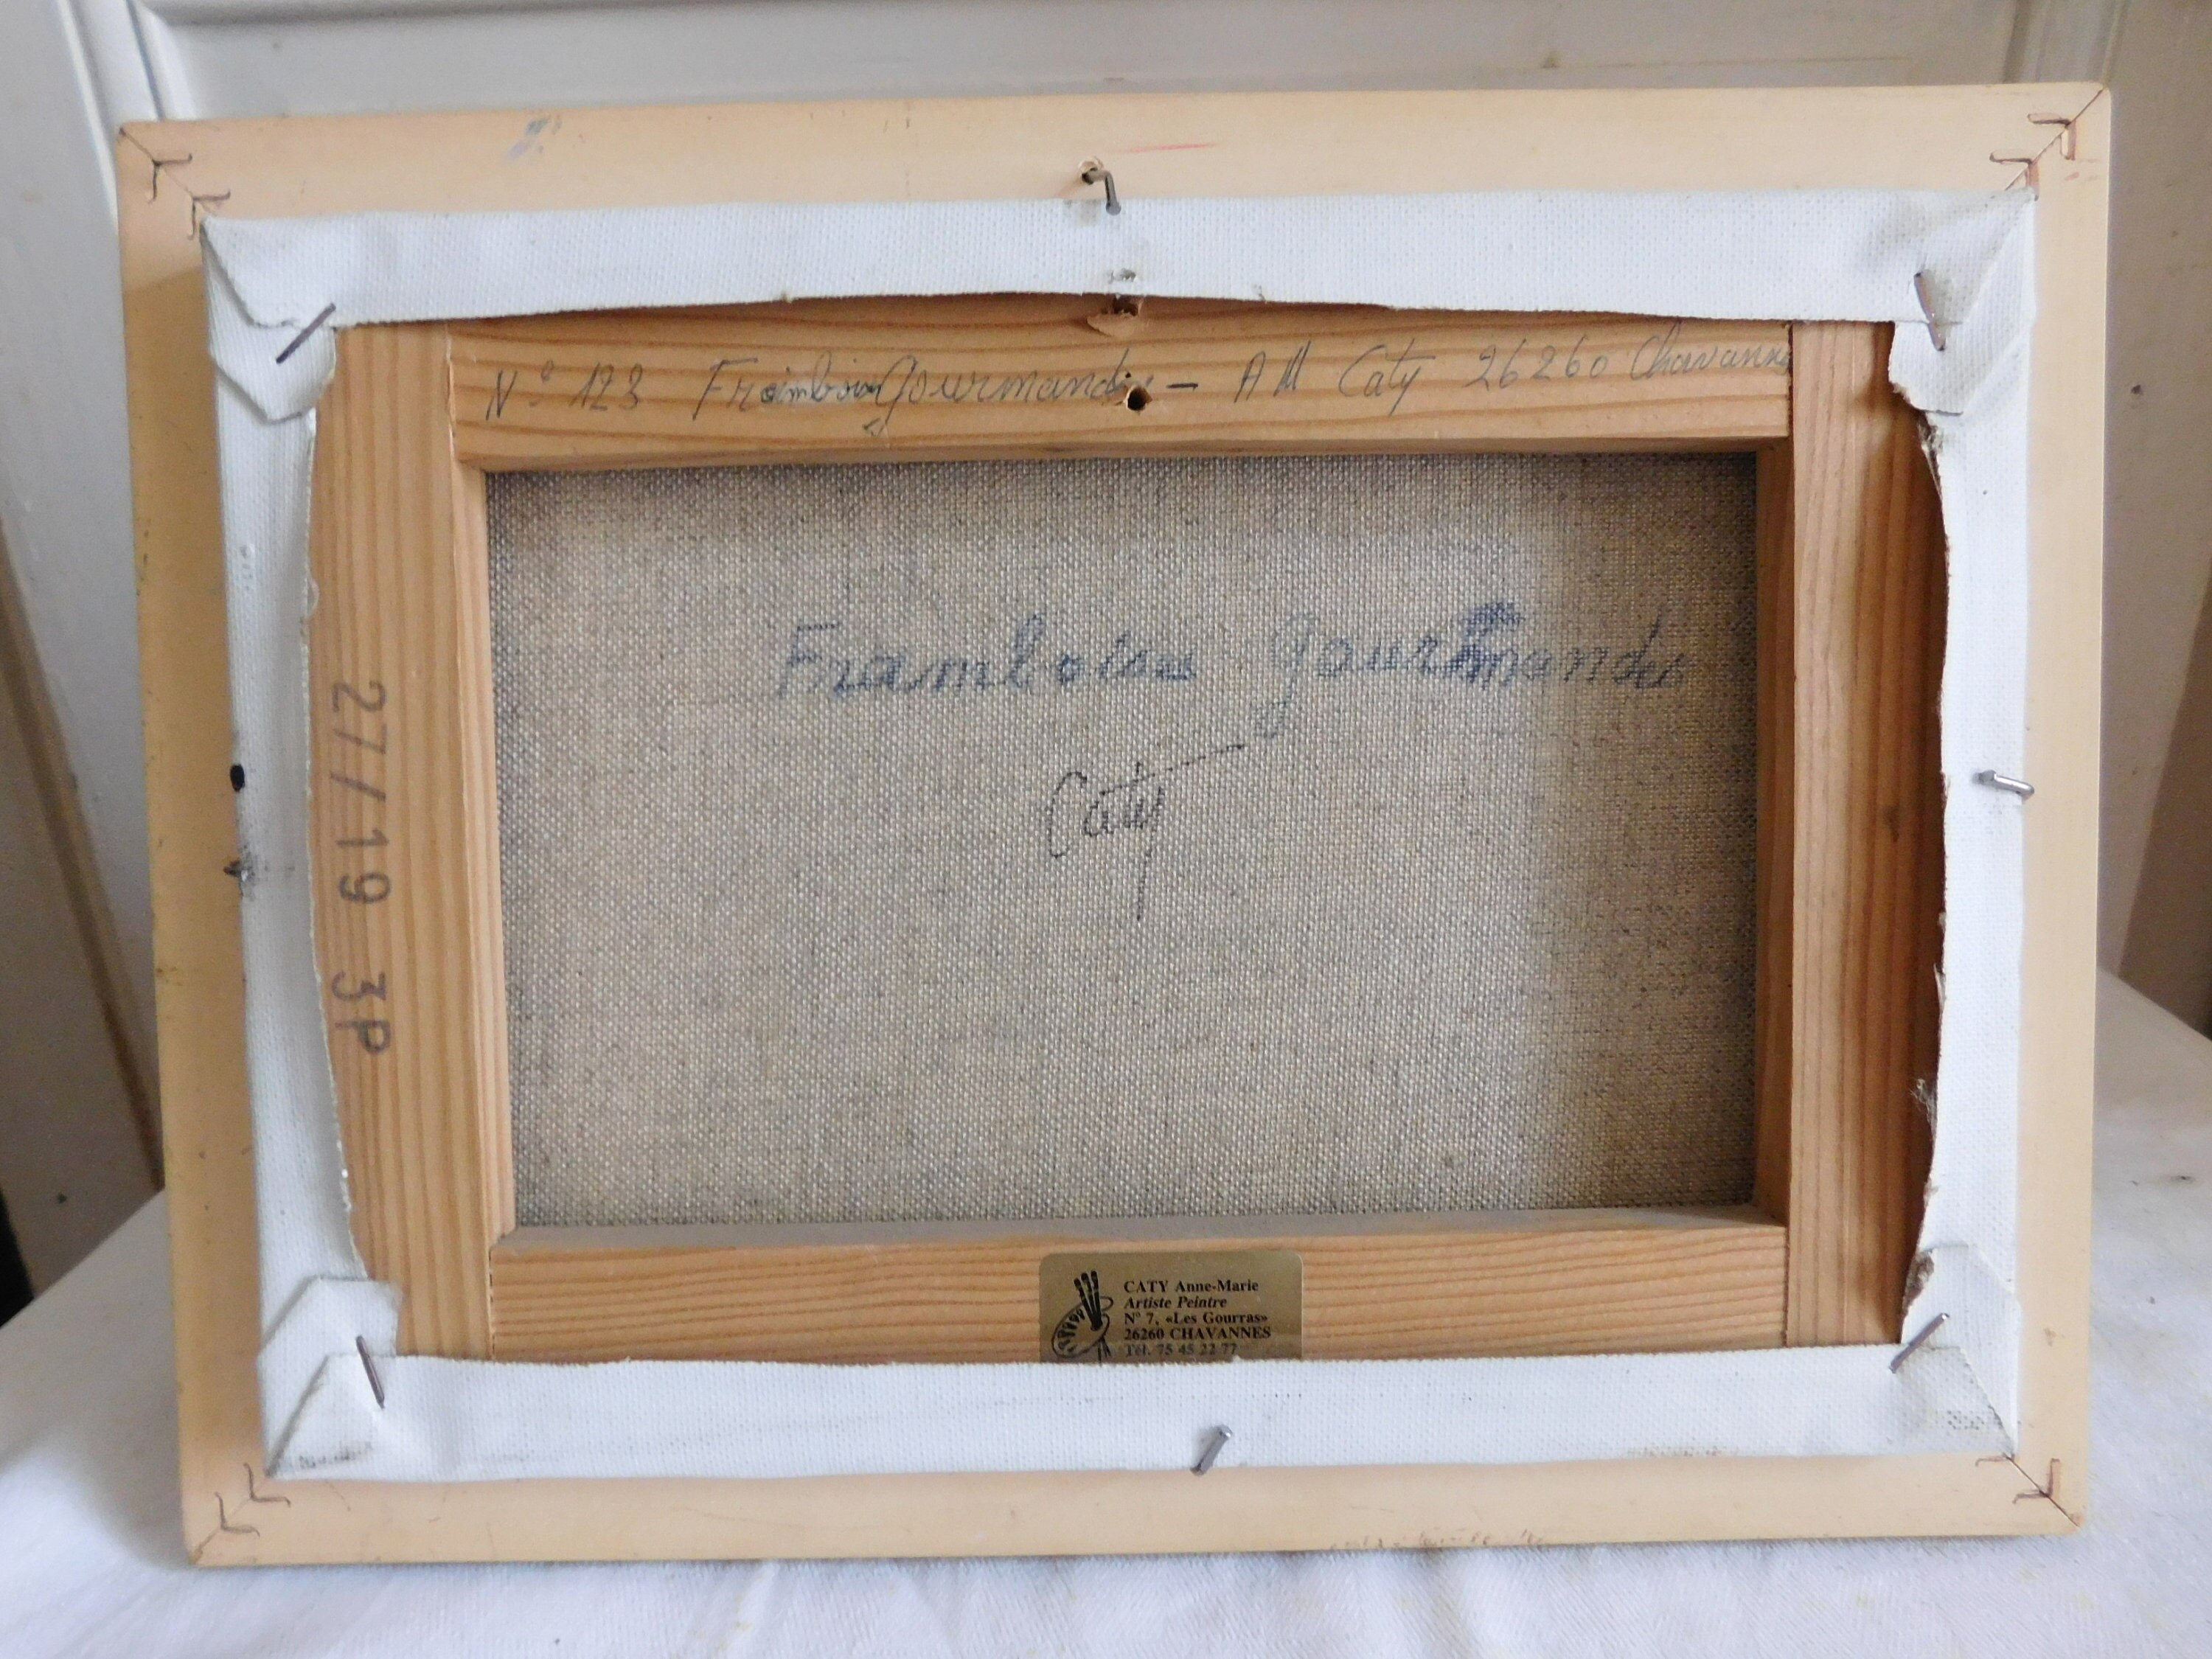 N° 123 Framboises Gourmandes - AM Caty 26260 Chavannes
Framboises gourmandes
Caty
27/19 3P
CATY Anne-Marie
Artiste Peintre
N° 7, «Les Gourras»
26260 CHAVANNES
Tél. 75 45 22 77